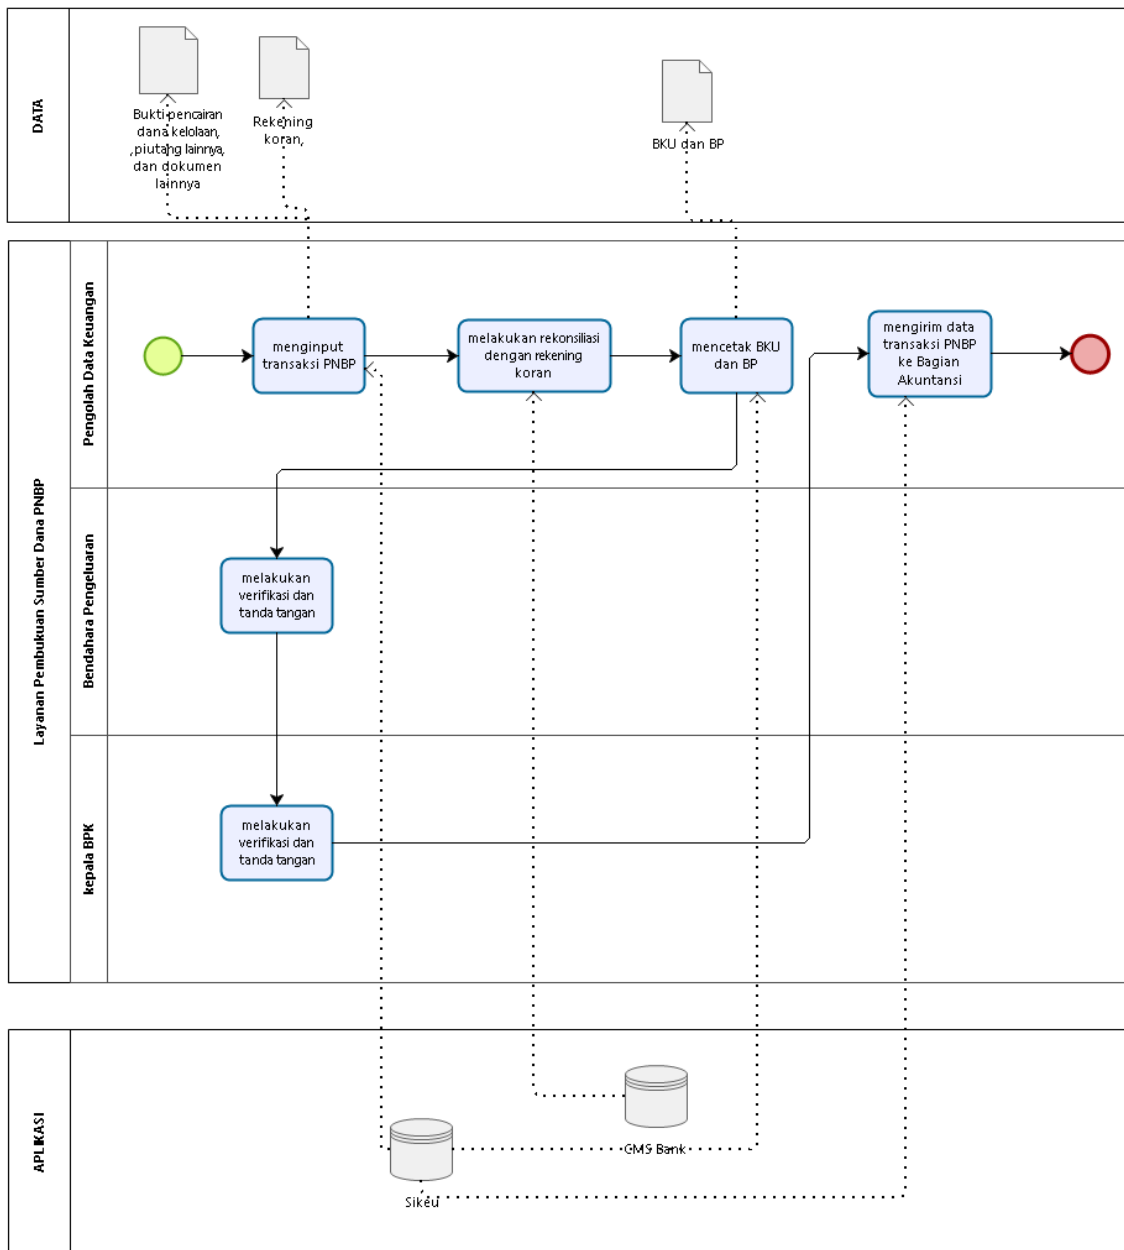 DATA
Bukti pencairan
dana kelolaan,
,piutang lainnya,
dan dokumen
lainnya
Rekening
koran,
BKU dan BP
Layanan Pembukuan Sumber Dana PNBP
Pengolah Data Keuangan
menginput
transaksi PNBP
melakukan rekonsiliasi
dengan rekening
koran
mencetak BKU
dan BP
mengirim data
transaksi PNBP
ke Bagian
Akuntansi
Bendahara Pengeluaran
melakukan
verifikasi dan
tanda tangan
kepala BPK
melakukan
verifikasi dan
tanda tangan
APLIKASI
CMS Bank
Sikeu